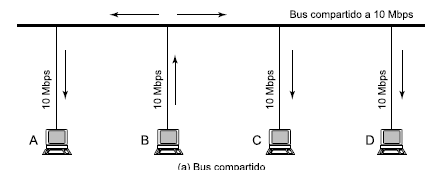 Bus compartido a 10 Mbps
10 Mbps
10 Mbps
10 Mbps
10 Mbps
A
B
C
D
(a) Bus compartido